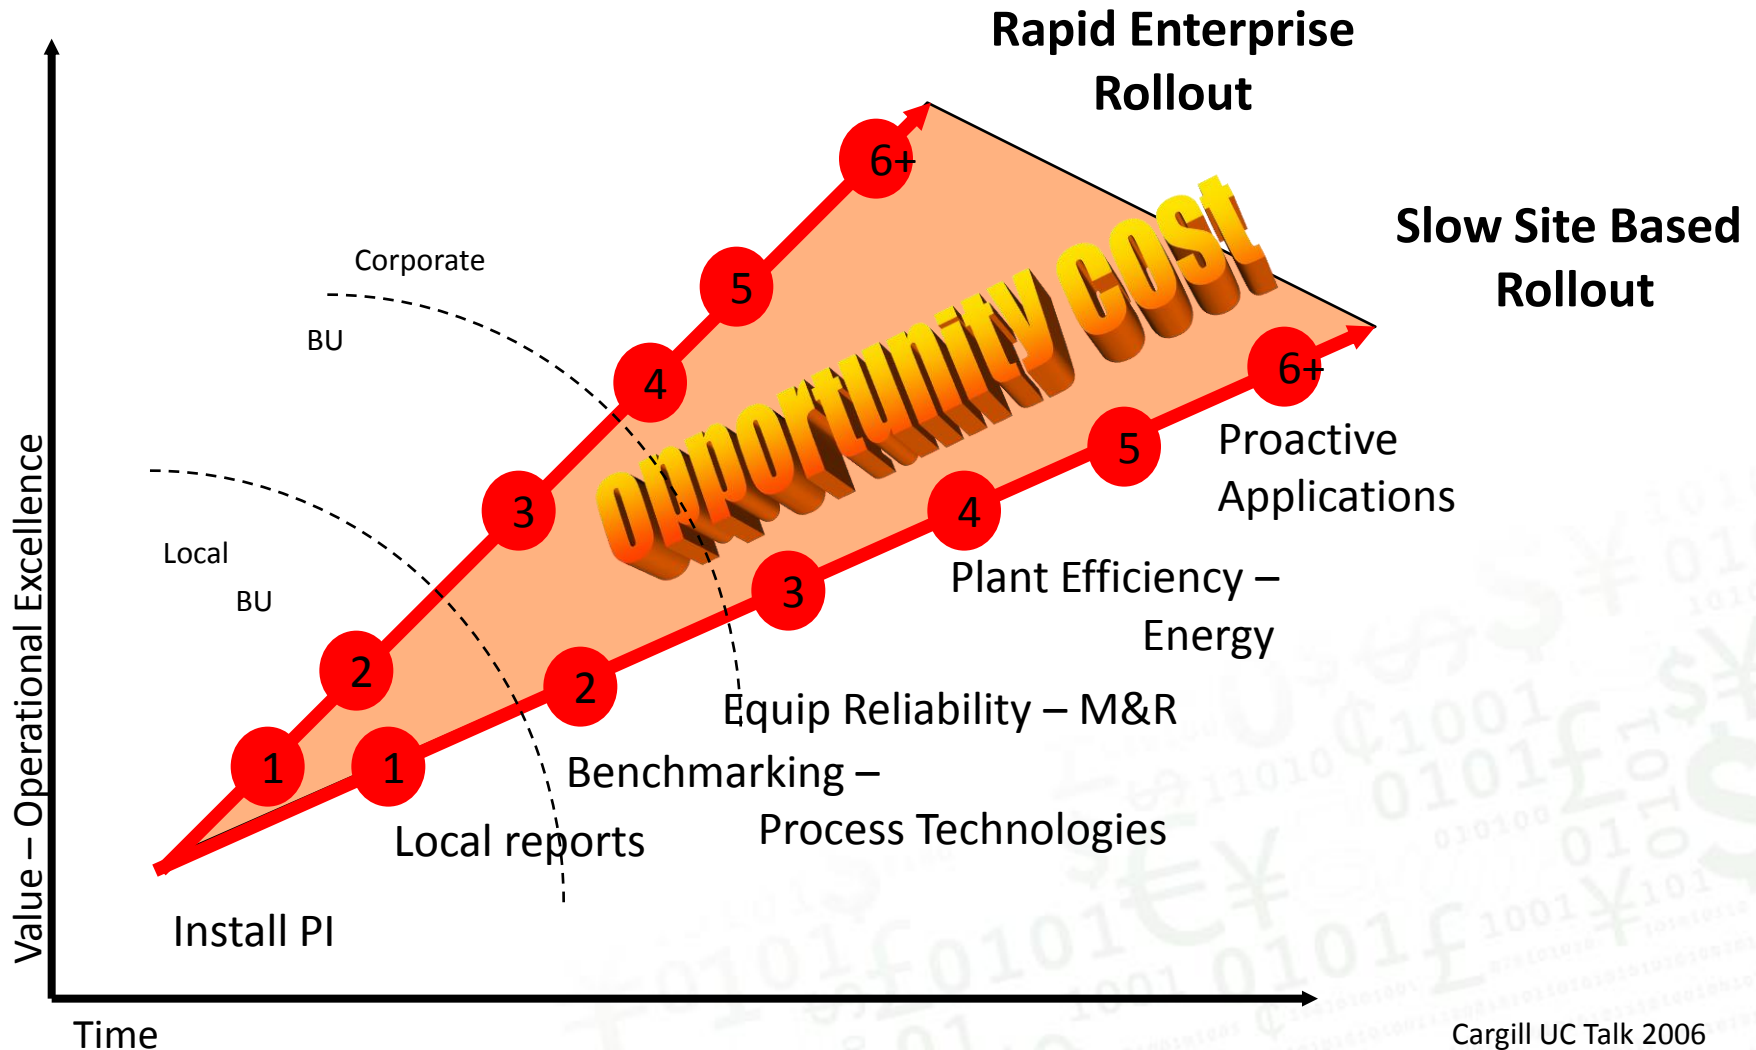 Rapid Enterprise
Rollout
Slow Site Based
Rollout
Corporate
BU
Local
BU
opportunity cost
6+
5
4
3
2
1
6+
5
4
3
2
1
Proactive
Applications
Plant Efficiency –
Energy
Equip Reliability – M&R
Benchmarking –
Process Technologies
Local reports
Install PI
Value – Operational Excellence
Time
Cargill UC Talk 2006